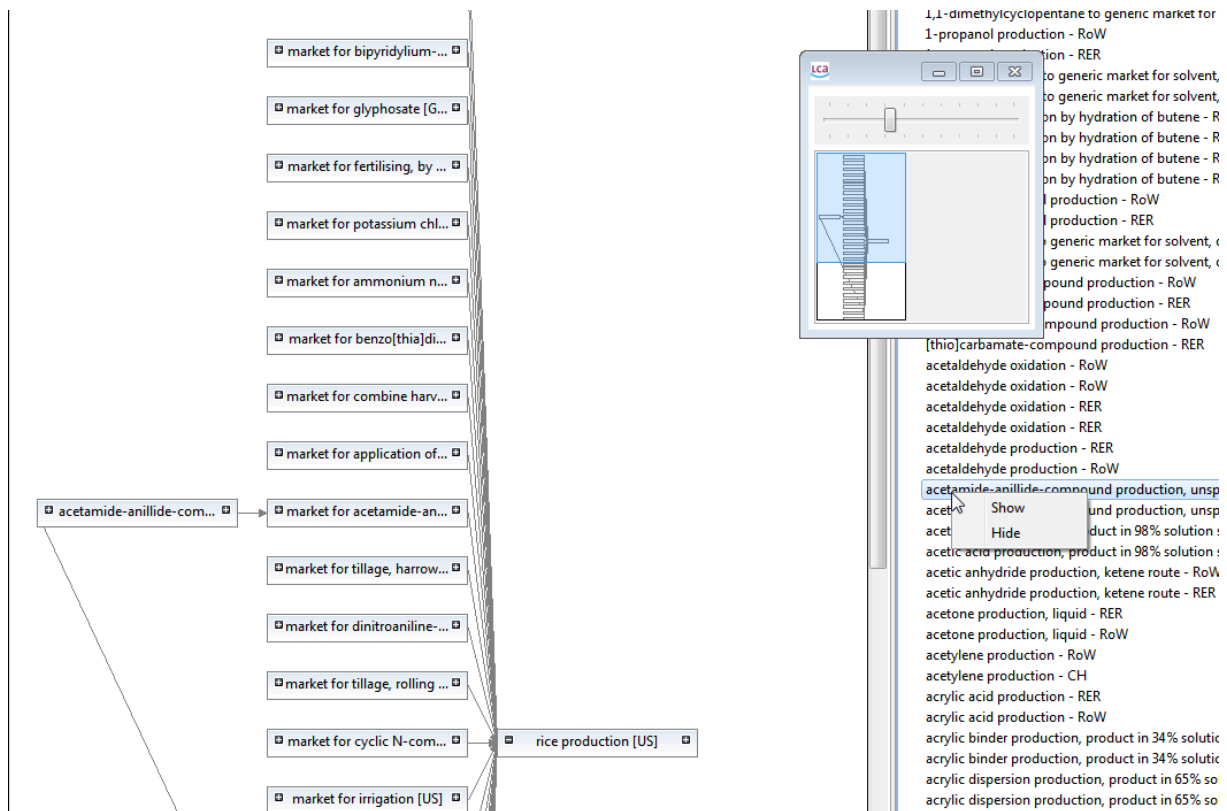 market for bipyridylium-...
market for glyphosate [G...
market for fertilising, by ...
market for potassium chl...
market for ammonium n...
market for benzo[thia]di...
market for combine harv...
market for application of...
acetamide-anillide-com...
market for acetamide-an...
market for tillage, harrow...
market for dinitroaniline-...
market for tillage, rolling ...
market for cyclic N-com...
rice production [US]
market for irrigation [US]
LCA
1,1-dimethylcyclopentane to generic market for
1-propanol production - RoW
tion - RER
to generic market for solvent,
to generic market for solvent,
on by hydration of butene - R
on by hydration of butene - R
on by hydration of butene - R
on by hydration of butene - R
production - RoW
production - RER
generic market for solvent, o
generic market for solvent, o
pound production - RoW
pound production - RER
mpound production - RoW
[thio]carbamate-compound production - RER
acetaldehyde oxidation - RoW
acetaldehyde oxidation - RoW
acetaldehyde oxidation - RER
acetaldehyde oxidation - RER
acetaldehyde production - RER
acetaldehyde production - RoW
acetamide-anillide-compound production, unsp
acet und production, unsp
Show
acet duct in 98% solution s
Hide
acetic acid production, product in 98% solution s
acetic anhydride production, ketene route - RoW
acetic anhydride production, ketene route - RER
acetone production, liquid - RER
acetone production, liquid - RoW
acetylene production - RoW
acetylene production - CH
acrylic acid production - RER
acrylic acid production - RoW
acrylic binder production, product in 34% solutio
acrylic binder production, product in 34% solutio
acrylic dispersion production, product in 65% so
acrylic dispersion production, product in 65% so